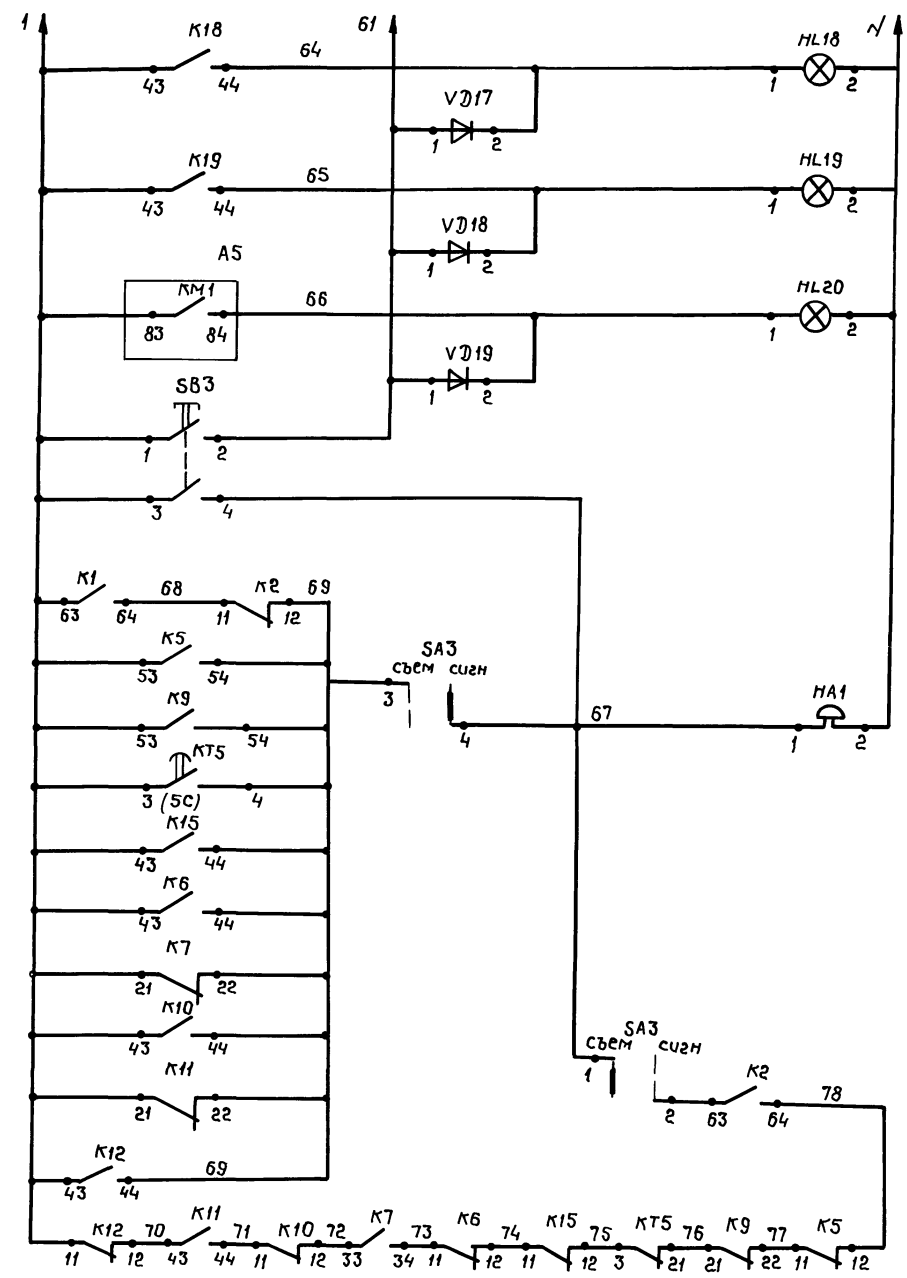 1
61
N
K18
64
HL18
43
44
1
2
VD17
1
2
K19
65
HL19
43
44
1
2
VD18
1
2
A5
KM1
66
HL20
83
84
1
2
VD19
1
2
SB3
1
2
3
4
K1
68
K2
69
63
64
11
12
K5
53
54
SA3
съем сигн
3
4
K9
53
54
67
HA1
1
2
KT5
3 (5С) 4
K15
43
44
K6
43
44
K7
21
22
K10
43
44
SA3
съем сигн
1
2
K2
78
63
64
K11
21
22
K12
69
43
44
K12 70 K11 71 K10 72 K7 73 K6 74 K15 75 KT5 76 K9 77 K5
11 12 43 44 11 12 33 34 11 12 11 12 3 21 21 22 11 12